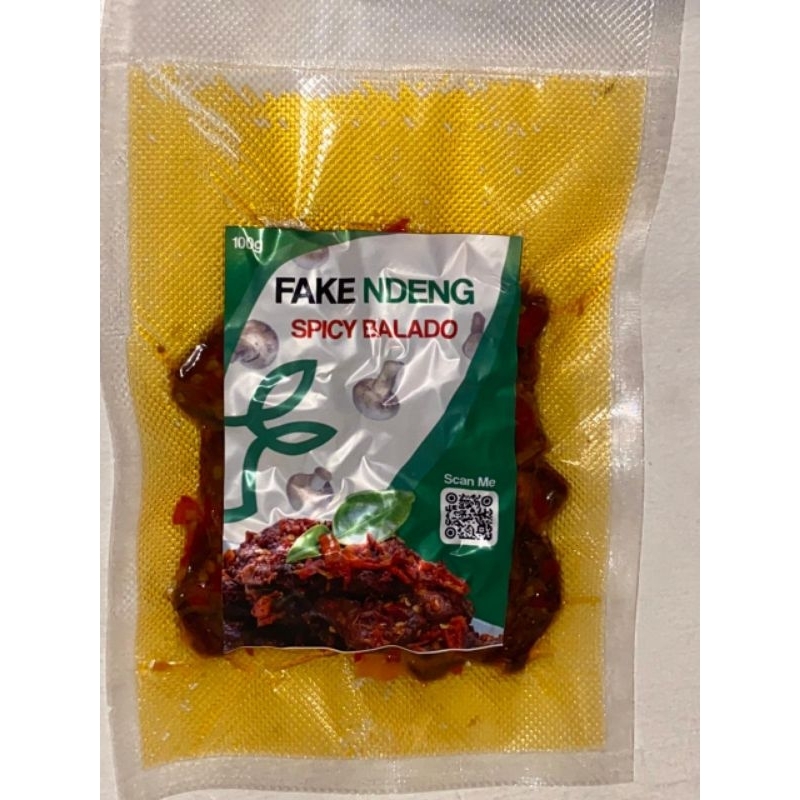 100g
FAKE NDENG
SPICY BALADO
Scan Me